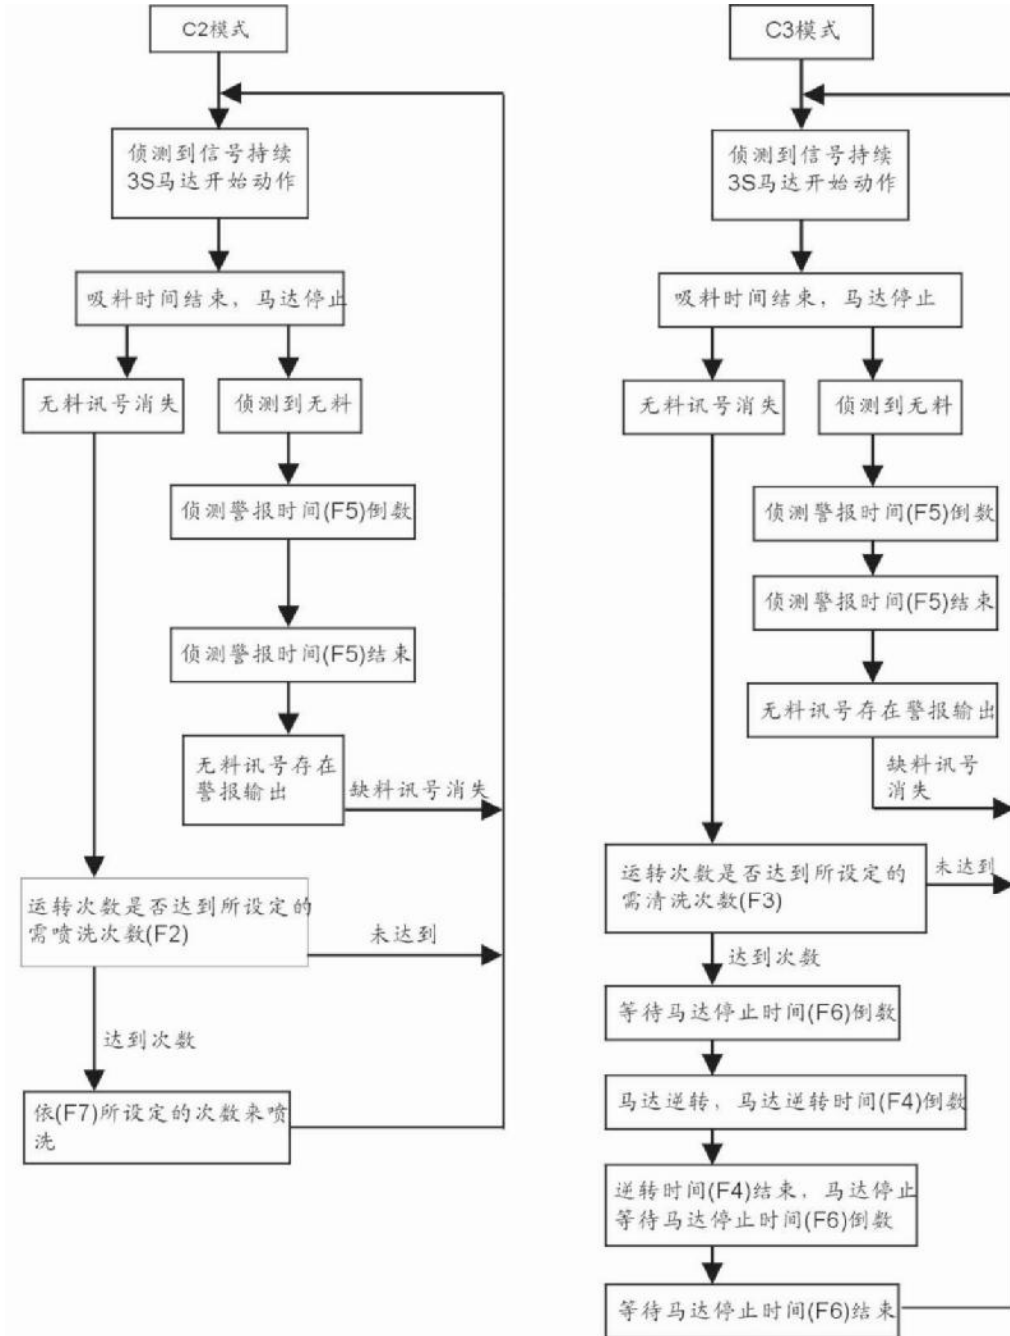 C2模式
侦测到信号持续
3S马达开始动作
吸料时间结束，马达停止
无料讯号消失
侦测到无料
侦测警报时间(F5)倒数
侦测警报时间(F5)结束
无料讯号存在
警报输出
缺料讯号消失
运转次数是否达到所设定的
需喷洗次数(F2)
未达到
达到次数
依(F7)所设定的次数来喷
洗
C3模式
侦测到信号持续
3S马达开始动作
吸料时间结束，马达停止
无料讯号消失
侦测到无料
侦测警报时间(F5)倒数
侦测警报时间(F5)结束
无料讯号存在警报输出
缺料讯号
消失
运转次数是否达到所设定的
需清洗次数(F3)
未达到
达到次数
等待马达停止时间(F6)倒数
马达逆转，马达逆转时间(F4)倒数
逆转时间(F4)结束，马达停止
等待马达停止时间(F6)倒数
等待马达停止时间(F6)结束